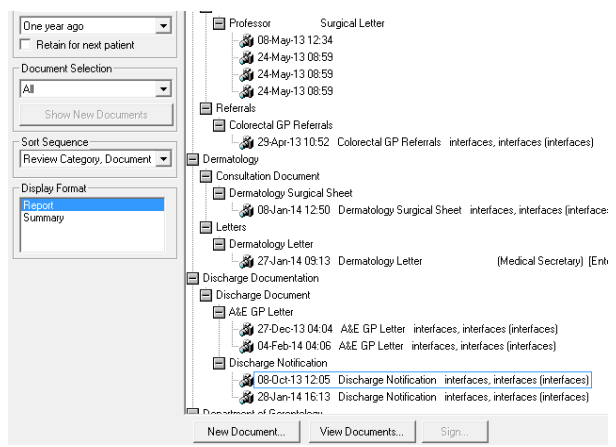 One year ago
Retain for next patient
Document Selection
All
Show New Documents
Sort Sequence
Review Category, Document
Display Format
Report
Summary
Professor Surgical Letter
08-May-13 12:34
24-May-13 08:59
24-May-13 08:59
24-May-13 08:59
Referrals
Colorectal GP Referrals
29-Apr-13 10:52 Colorectal GP Referrals interfaces, interfaces (interfaces)
Dermatology
Consultation Document
Dermatology Surgical Sheet
08-Jan-14 12:50 Dermatology Surgical Sheet interfaces, interfaces (interfaces
Letters
Dermatology Letter
27-Jan-14 09:13 Dermatology Letter (Medical Secretary) [Ente
Discharge Documentation
Discharge Document
A&E GP Letter
27-Dec-13 04:04 A&E GP Letter interfaces, interfaces (interfaces)
04-Feb-14 04:06 A&E GP Letter interfaces, interfaces (interfaces)
Discharge Notification
08-Oct-13 12:05 Discharge Notification interfaces, interfaces (interfaces)
28-Jan-14 16:13 Discharge Notification interfaces, interfaces (interfaces)
Department of Gerontology
New Document... View Documents... Sign...